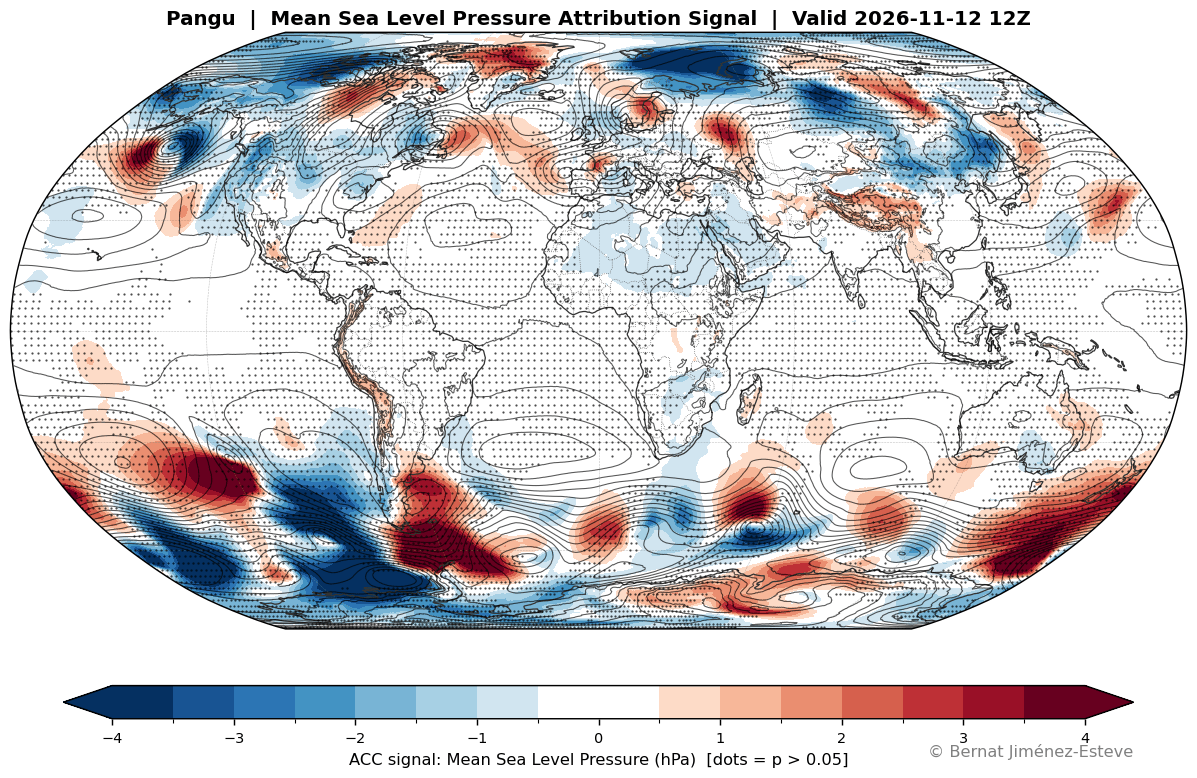 Pangu | Mean Sea Level Pressure Attribution Signal | Valid 2026-11-12 12Z
−4 −3 −2 −1 0 1 2 3 4
ACC signal: Mean Sea Level Pressure (hPa) [dots = p > 0.05]
© Bernat Jiménez-Esteve